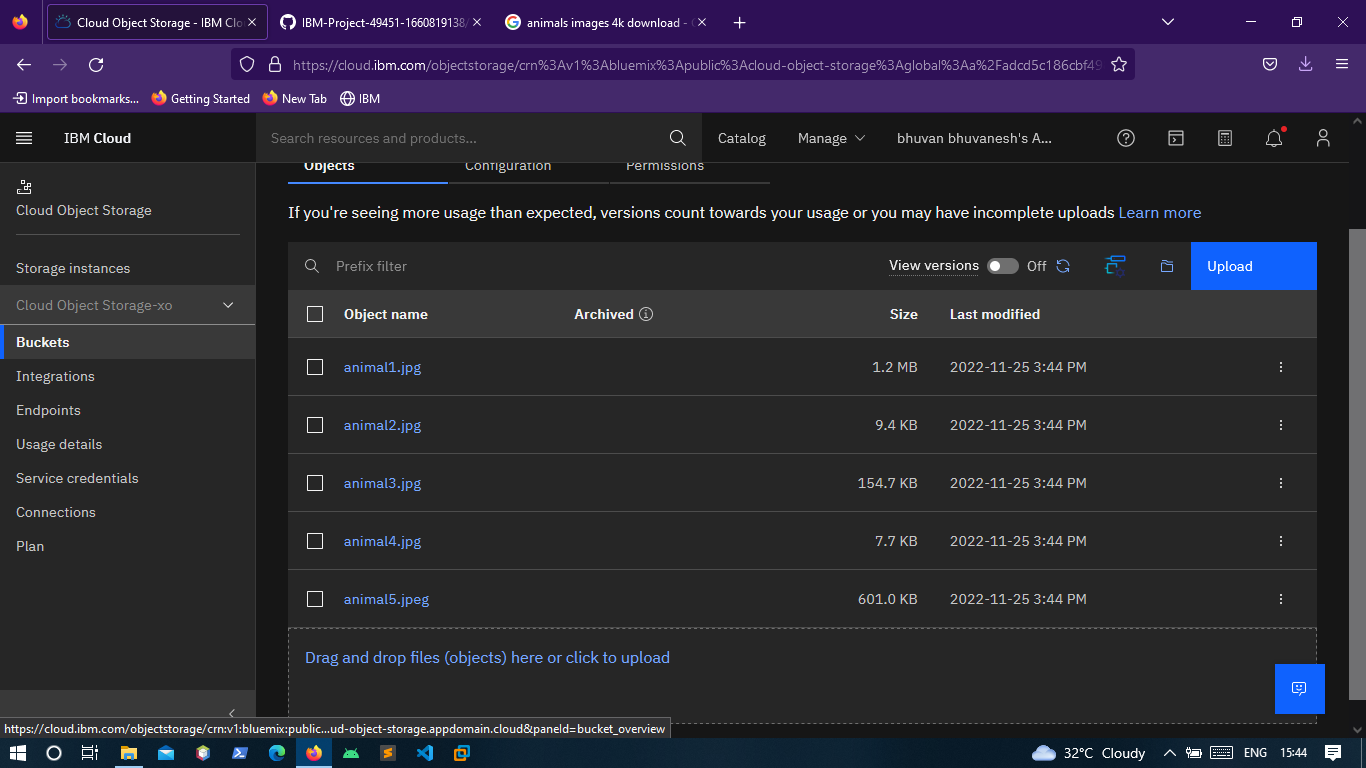 Cloud Object Storage - IBM Clo
IBM-Project-49451-1660819138/
animals images 4k download - G
https://cloud.ibm.com/objectstorage/crn%3Av1%3Abluemix%3Apublic%3Acloud-object-storage%3Aglobal%3Aa%2Fadcd5c186cbf49
Import bookmarks...
Getting Started
New Tab
IBM
IBM Cloud
Search resources and products...
Catalog
Manage
bhuvan bhuvanesh's A...
Cloud Object Storage
Storage instances
Cloud Object Storage-xo
Buckets
Integrations
Endpoints
Usage details
Service credentials
Connections
Plan
Objects
Configuration
Permissions
If you're seeing more usage than expected, versions count towards your usage or you may have incomplete uploads Learn more
Prefix filter
View versions
Off
Upload
Object name Archived Size Last modified
animal1.jpg 1.2 MB 2022-11-25 3:44 PM
animal2.jpg 9.4 KB 2022-11-25 3:44 PM
animal3.jpg 154.7 KB 2022-11-25 3:44 PM
animal4.jpg 7.7 KB 2022-11-25 3:44 PM
animal5.jpeg 601.0 KB 2022-11-25 3:44 PM
Drag and drop files (objects) here or click to upload
https://cloud.ibm.com/objectstorage/crn:v1:bluemix:public...ud-object-storage.appdomain.cloud&paneId=bucket_overview
32°C Cloudy
ENG
15:44